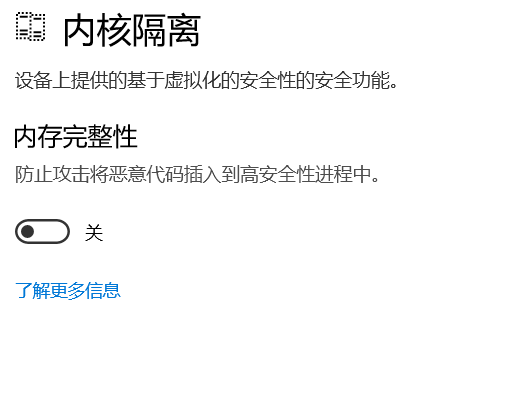 内核隔离
设备上提供的基于虚拟化的安全性的安全功能。
内存完整性
防止攻击将恶意代码插入到高安全性进程中。
关
了解更多信息